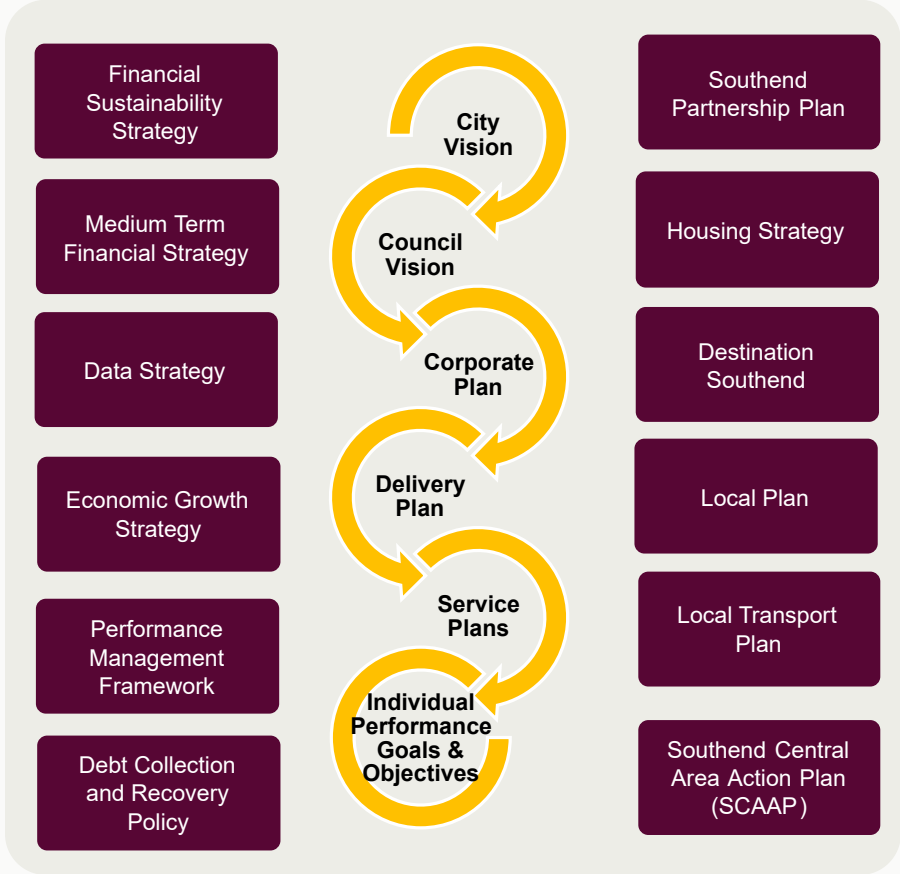 Financial
Sustainability
Strategy
Medium Term
Financial Strategy
Data Strategy
Economic Growth
Strategy
Performance
Management
Framework
Debt Collection
and Recovery
Policy
City
Vision
Council
Vision
Corporate
Plan
Delivery
Plan
Service
Plans
Individual
Performance
Goals &
Objectives
Southend
Partnership Plan
Housing Strategy
Destination
Southend
Local Plan
Local Transport
Plan
Southend Central
Area Action Plan
(SCAAP)